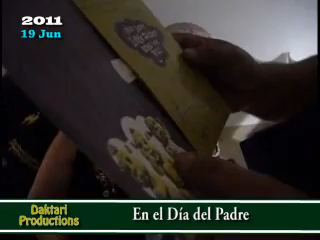 2011
19 Jun
Daktari
Productions
En el Día del Padre